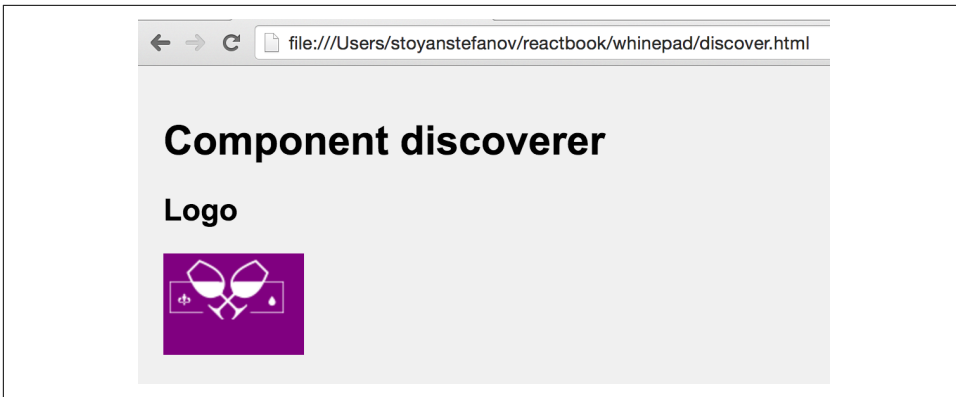 file:///Users/stoyanstefanov/reactbook/whinepad/discover.html
Component discoverer
Logo